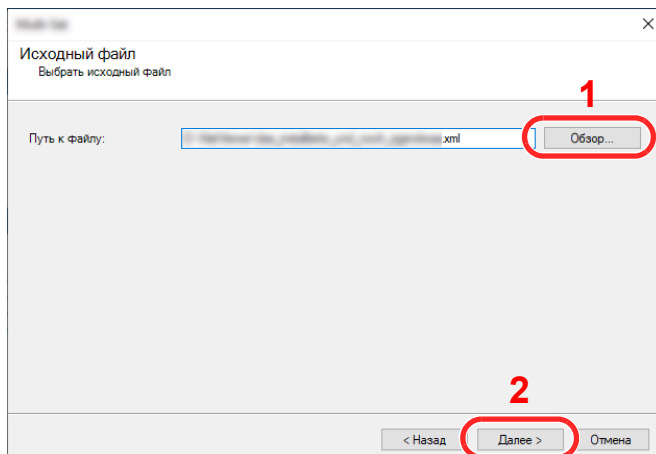 Исходный файл
Выбрать исходный файл
1
Путь к файлу: .xml Обзор...
2
< Назад Далее > Отмена